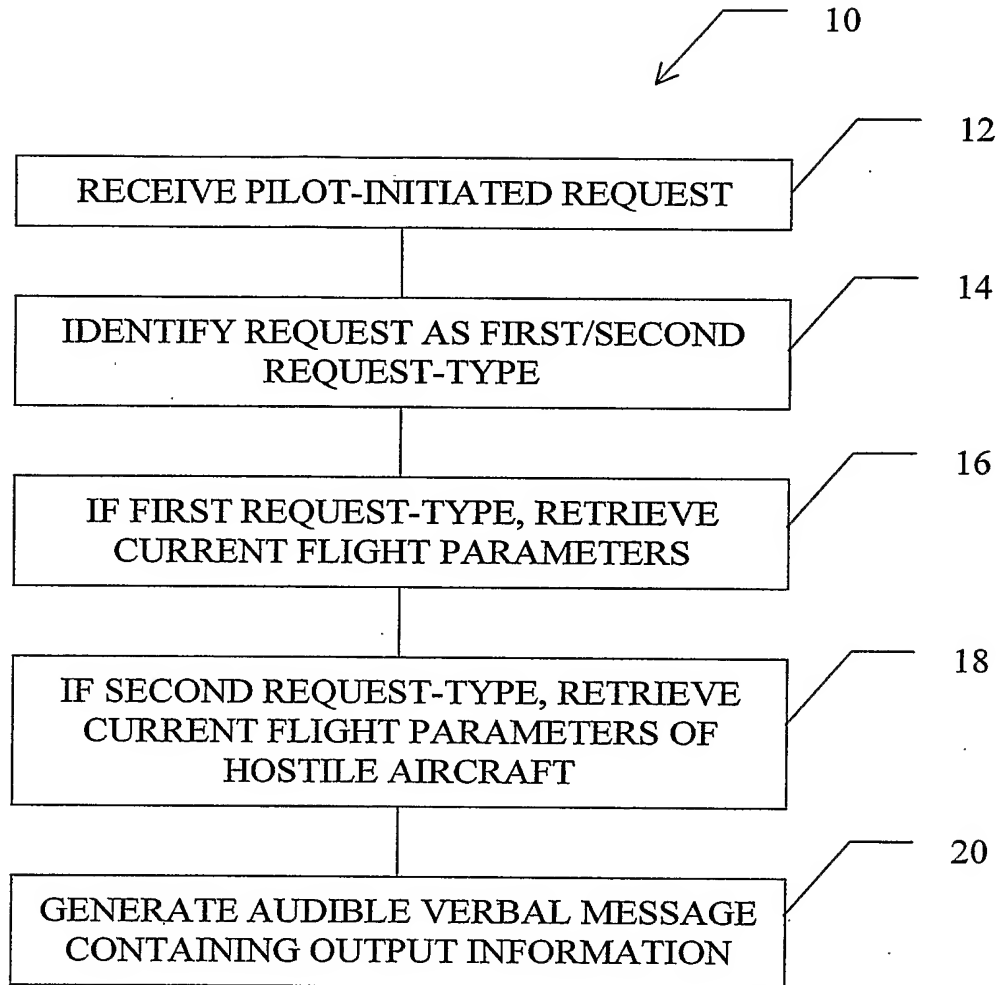 10
12
RECEIVE PILOT-INITIATED REQUEST
14
IDENTIFY REQUEST AS FIRST/SECOND
REQUEST-TYPE
16
IF FIRST REQUEST-TYPE, RETRIEVE
CURRENT FLIGHT PARAMETERS
18
IF SECOND REQUEST-TYPE, RETRIEVE
CURRENT FLIGHT PARAMETERS OF
HOSTILE AIRCRAFT
20
GENERATE AUDIBLE VERBAL MESSAGE
CONTAINING OUTPUT INFORMATION